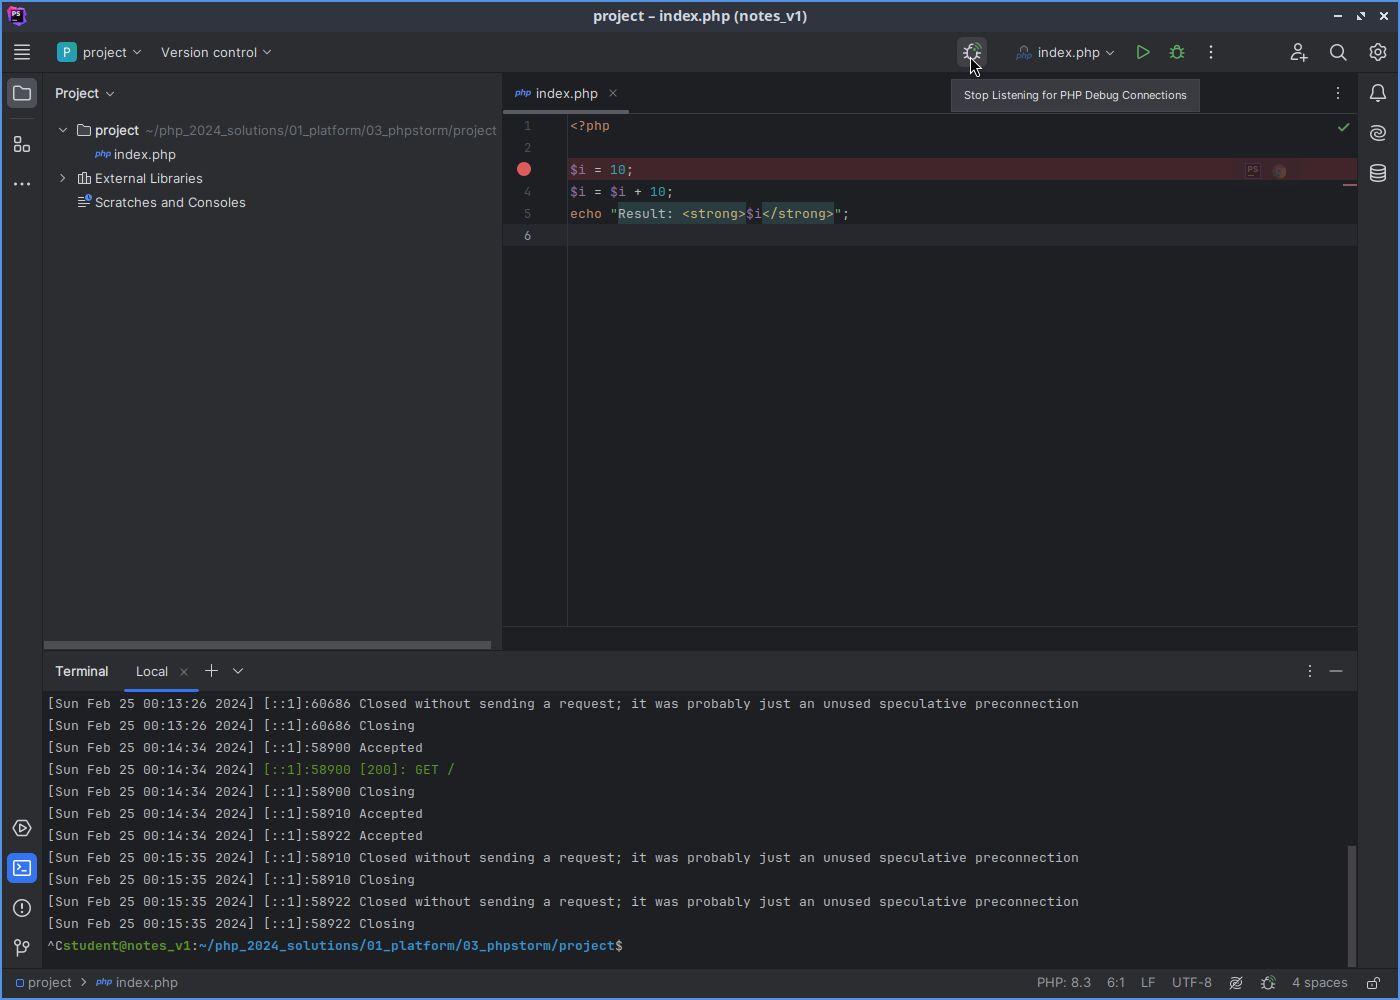 PS
project – index.php (notes_v1)
P project
Version control
php index.php
Project
php index.php
Stop Listening for PHP Debug Connections
project ~/php_2024_solutions/01_platform/03_phpstorm/project
php index.php
External Libraries
Scratches and Consoles
1 <?php
2
$i = 10;
PS
4 $i = $i + 10;
5 echo "Result: <strong>$i</strong>";
6
Terminal
Local
[Sun Feb 25 00:13:26 2024] [::1]:60686 Closed without sending a request; it was probably just an unused speculative preconnection
[Sun Feb 25 00:13:26 2024] [::1]:60686 Closing
[Sun Feb 25 00:14:34 2024] [::1]:58900 Accepted
[Sun Feb 25 00:14:34 2024] [::1]:58900 [200]: GET /
[Sun Feb 25 00:14:34 2024] [::1]:58900 Closing
[Sun Feb 25 00:14:34 2024] [::1]:58910 Accepted
[Sun Feb 25 00:14:34 2024] [::1]:58922 Accepted
[Sun Feb 25 00:15:35 2024] [::1]:58910 Closed without sending a request; it was probably just an unused speculative preconnection
[Sun Feb 25 00:15:35 2024] [::1]:58910 Closing
[Sun Feb 25 00:15:35 2024] [::1]:58922 Closed without sending a request; it was probably just an unused speculative preconnection
[Sun Feb 25 00:15:35 2024] [::1]:58922 Closing
^Cstudent@notes_v1:~/php_2024_solutions/01_platform/03_phpstorm/project$
project
php index.php
PHP: 8.3
6:1
LF
UTF-8
4 spaces